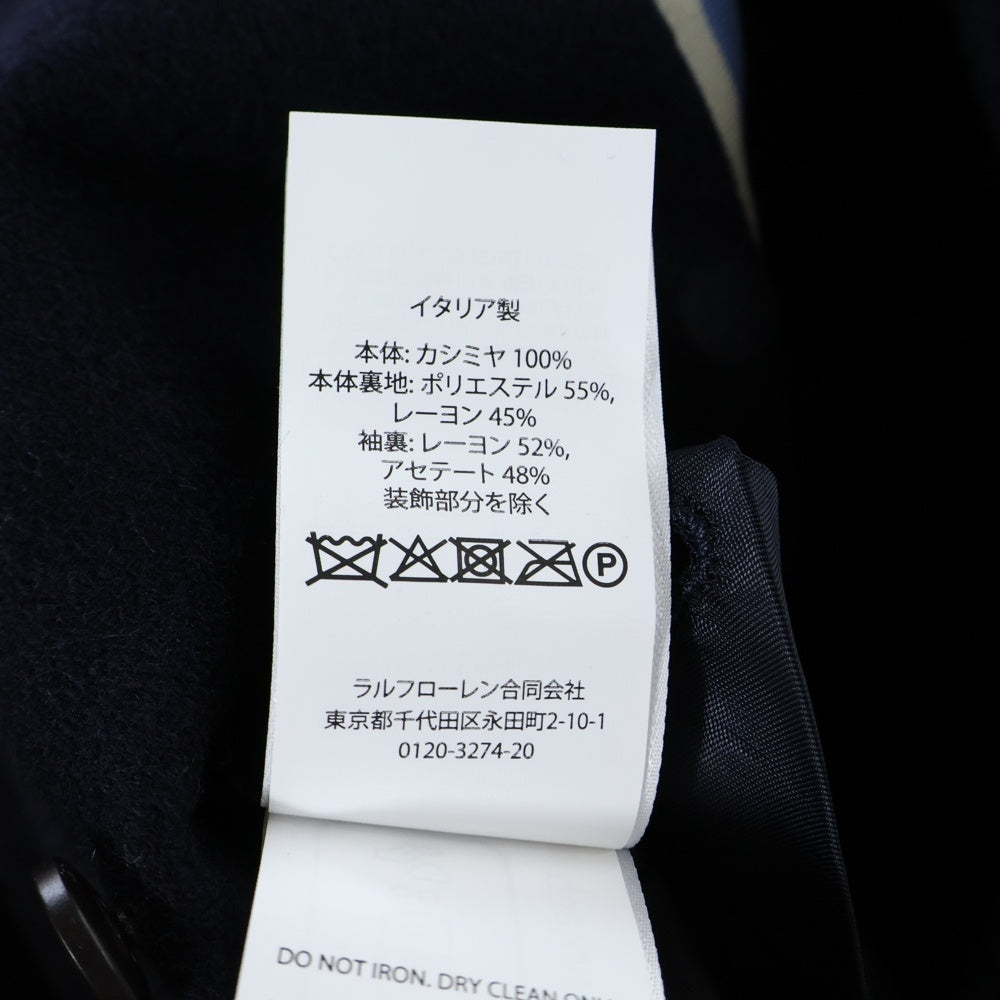 イタリア製
本体: カシミヤ 100%
本体裏地: ポリエステル 55%,
レーヨン 45%
袖裏: レーヨン 52%,
アセテート 48%
装飾部分を除く
P
ラルフローレン合同会社
東京都千代田区永田町2-10-1
0120-3274-20
DO NOT IRON. DRY CLEAN ONLY